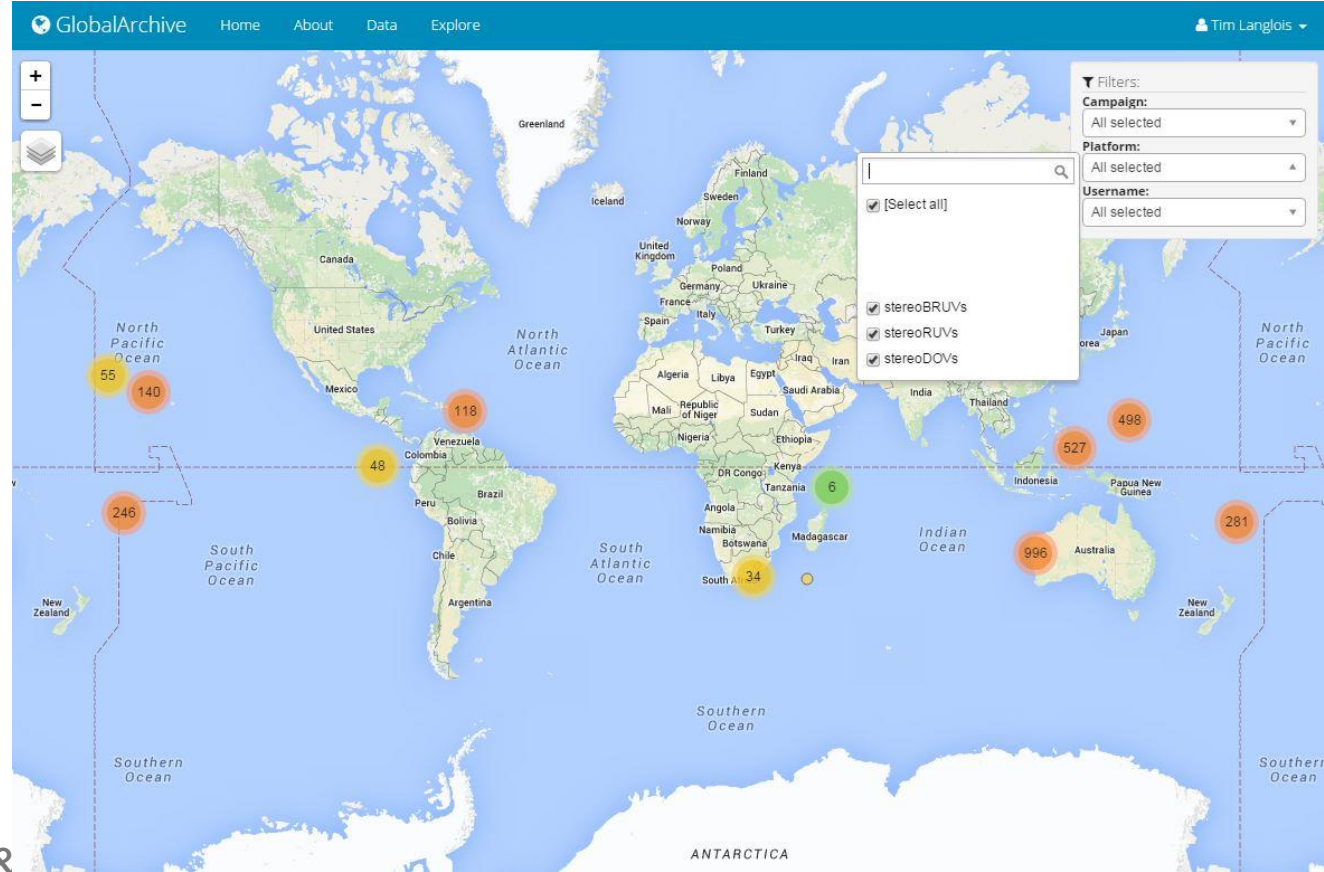 GlobalArchive Home About Data Explore Tim Langlois
+
−
Filters:
Campaign:
All selected
Platform:
All selected
Username:
All selected
[Select all]
stereoBRUVs
stereoRUVs
stereoDOVs
Greenland
Iceland
Finland
Sweden
Norway
United
Kingdom
Poland
Germany
Ukraine
France
Italy
Spain
Turkey
Canada
United States
Mexico
North
Pacific
Ocean
North
Atlantic
Ocean
Algeria
Libya
Egypt
Iraq
Iran
Saudi Arabia
Mali
Republic
of Niger
Sudan
Nigeria
Ethiopia
DR Congo
Kenya
Tanzania
Angola
Namibia
Botswana
Madagascar
South A
India
Thailand
orea
Japan
North
Pacific
Ocean
55
140
118
48
246
6
34
996
527
498
281
Venezuela
Colombia
Peru
Brazil
Bolivia
Chile
Argentina
Indonesia
Papua New
Guinea
Australia
Indian
Ocean
South
Pacific
Ocean
South
Atlantic
Ocean
New
Zealand
New
Zealand
Southern
Ocean
Southern
Ocean
Southern
Ocean
ANTARCTICA